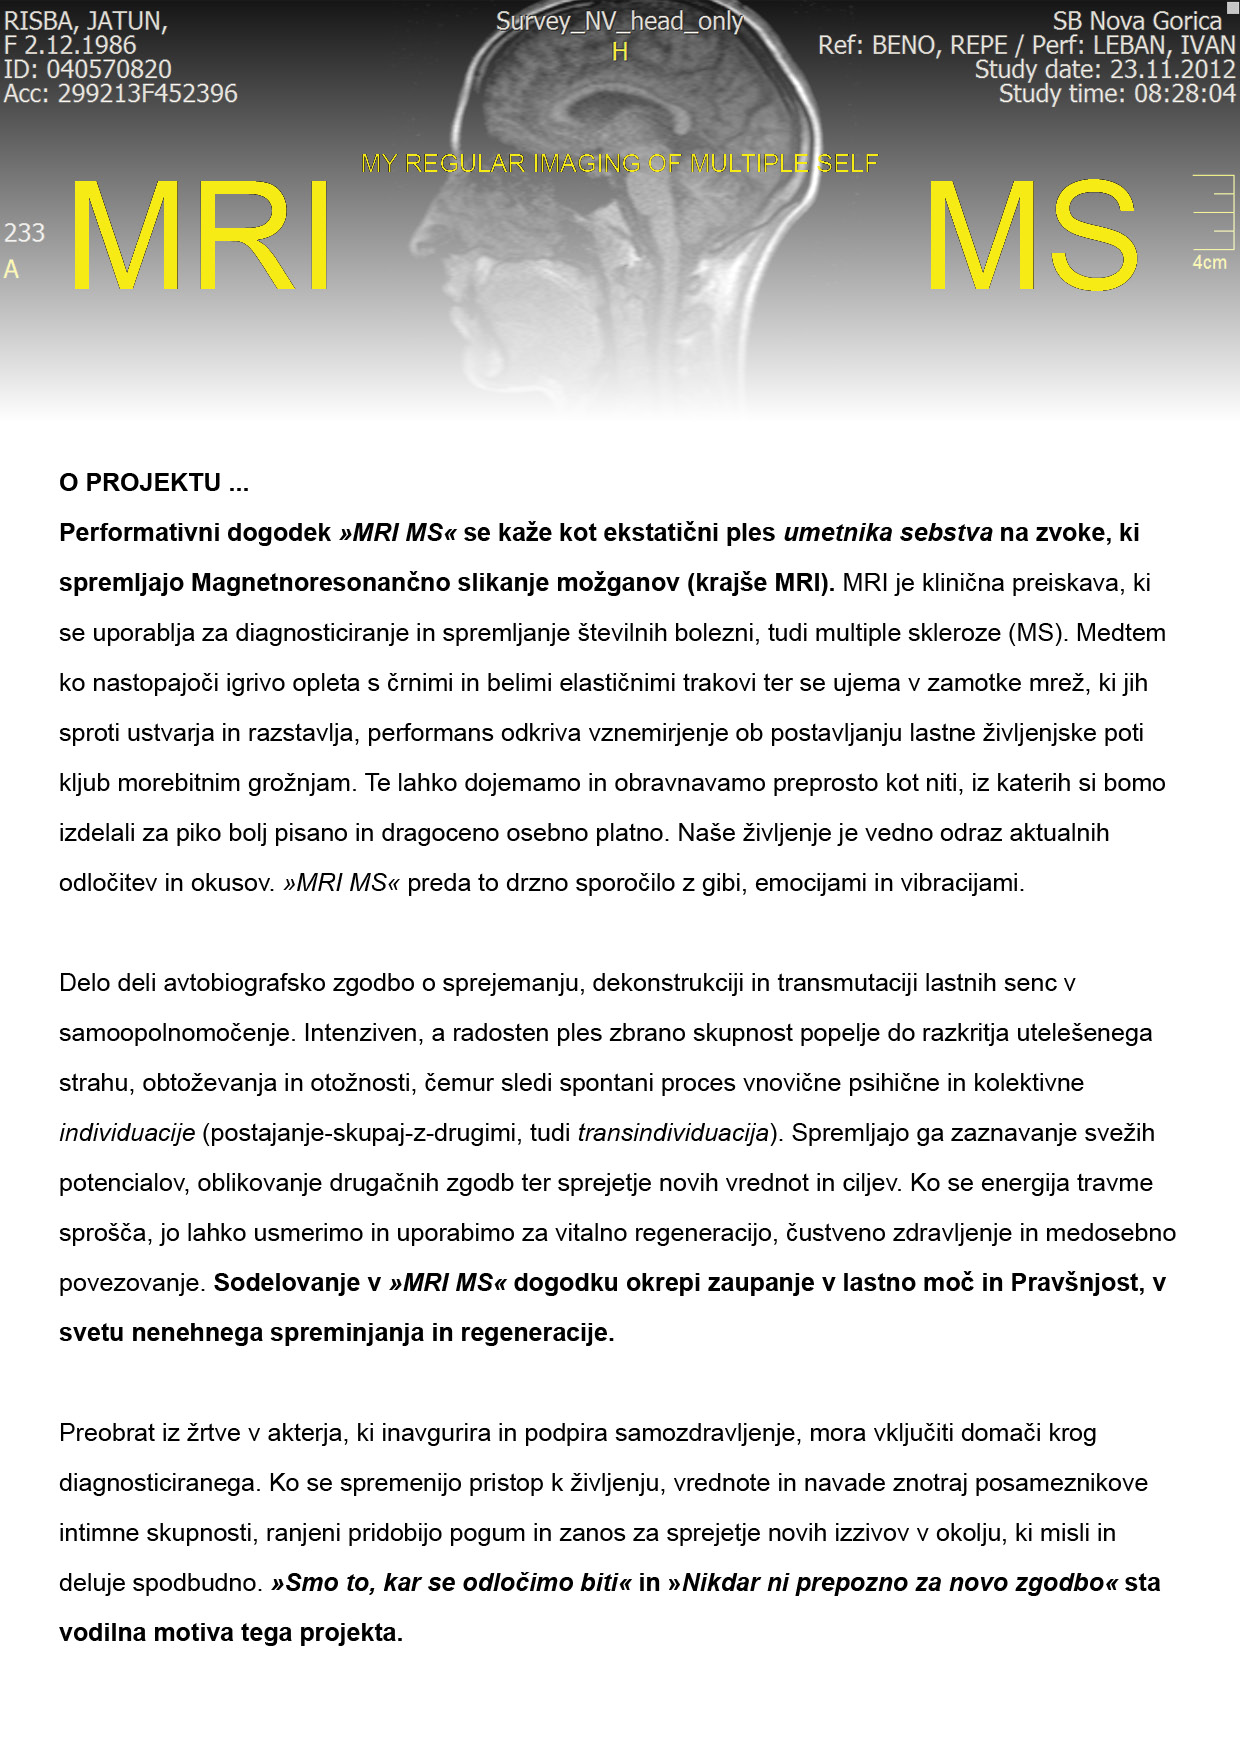 RISBA, JATUN,
F 2.12.1986
ID: 040570820
Acc: 299213F452396
Survey_NV_head_only
H
SB Nova Gorica
Ref: BENO, REPE / Perf: LEBAN, IVAN
Study date: 23.11.2012
Study time: 08:28:04
MY REGULAR IMAGING OF MULTIPLE SELF
MRI MS
233
A
4cm
O PROJEKTU ...
Performativni dogodek »MRI MS« se kaže kot ekstatični ples umetnika sebstva na zvoke, ki
spremljajo Magnetnoresonančno slikanje možganov (krajše MRI). MRI je klinična preiskava, ki
se uporablja za diagnosticiranje in spremljanje številnih bolezni, tudi multiple skleroze (MS). Medtem
ko nastopajoči igrivo opleta s črnimi in belimi elastičnimi trakovi ter se ujema v zamotke mrež, ki jih
sproti ustvarja in razstavlja, performans odkriva vznemirjenje ob postavljanju lastne življenjske poti
kljub morebitnim grožnjam. Te lahko dojemamo in obravnavamo preprosto kot niti, iz katerih si bomo
izdelali za piko bolj pisano in dragoceno osebno platno. Naše življenje je vedno odraz aktualnih
odločitev in okusov. »MRI MS« preda to drzno sporočilo z gibi, emocijami in vibracijami.
Delo deli avtobiografsko zgodbo o sprejemanju, dekonstrukciji in transmutaciji lastnih senc v
samoopolnomočenje. Intenziven, a radosten ples zbrano skupnost popelje do razkritja utelešenega
strahu, obtoževanja in otožnosti, čemur sledi spontani proces vnovične psihične in kolektivne
individuacije (postajanje-skupaj-z-drugimi, tudi transindividuacija). Spremljajo ga zaznavanje svežih
potencialov, oblikovanje drugačnih zgodb ter sprejetje novih vrednot in ciljev. Ko se energija travme
sprošča, jo lahko usmerimo in uporabimo za vitalno regeneracijo, čustveno zdravljenje in medosebno
povezovanje. Sodelovanje v »MRI MS« dogodku okrepi zaupanje v lastno moč in Pravšnjost, v
svetu nenehnega spreminjanja in regeneracije.
Preobrat iz žrtve v akterja, ki inavgurira in podpira samozdravljenje, mora vključiti domači krog
diagnosticiranega. Ko se spremenijo pristop k življenju, vrednote in navade znotraj posameznikove
intimne skupnosti, ranjeni pridobijo pogum in zanos za sprejetje novih izzivov v okolju, ki misli in
deluje spodbudno. »Smo to, kar se odločimo biti« in »Nikdar ni prepozno za novo zgodbo« sta
vodilna motiva tega projekta.